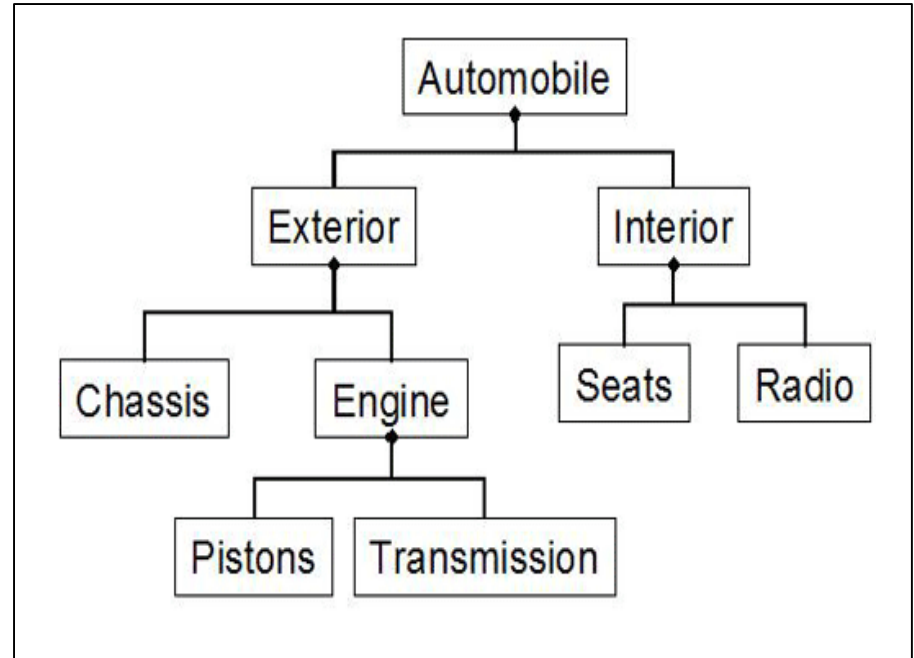 Automobile
Exterior
Interior
Chassis
Engine
Seats
Radio
Pistons
Transmission